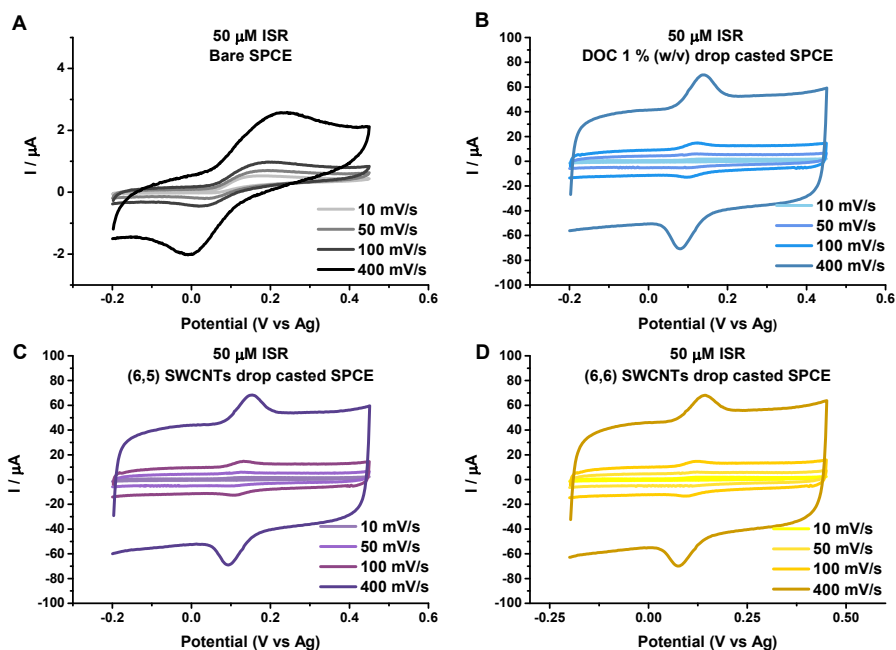 A
50 µM ISR
Bare SPCE
I / µA
4
2
0
-2
-0.2
0.0
0.2
0.4
0.6
10 mV/s
50 mV/s
100 mV/s
400 mV/s
Potential (V vs Ag)
B
50 µM ISR
DOC 1 % (w/v) drop casted SPCE
I / µA
100
80
60
40
20
0
-20
-40
-60
-80
-100
-0.2
0.0
0.2
0.4
0.6
10 mV/s
50 mV/s
100 mV/s
400 mV/s
Potential (V vs Ag)
C
50 µM ISR
(6,5) SWCNTs drop casted SPCE
I / µA
100
80
60
40
20
0
-20
-40
-60
-80
-100
-0.2
0.0
0.2
0.4
0.6
10 mV/s
50 mV/s
100 mV/s
400 mV/s
Potential (V vs Ag)
D
50 µM ISR
(6,6) SWCNTs drop casted SPCE
I / µA
100
80
60
40
20
0
-20
-40
-60
-80
-100
-0.25
0.00
0.25
0.50
10 mV/s
50 mV/s
100 mV/s
400 mV/s
Potential (V vs Ag)